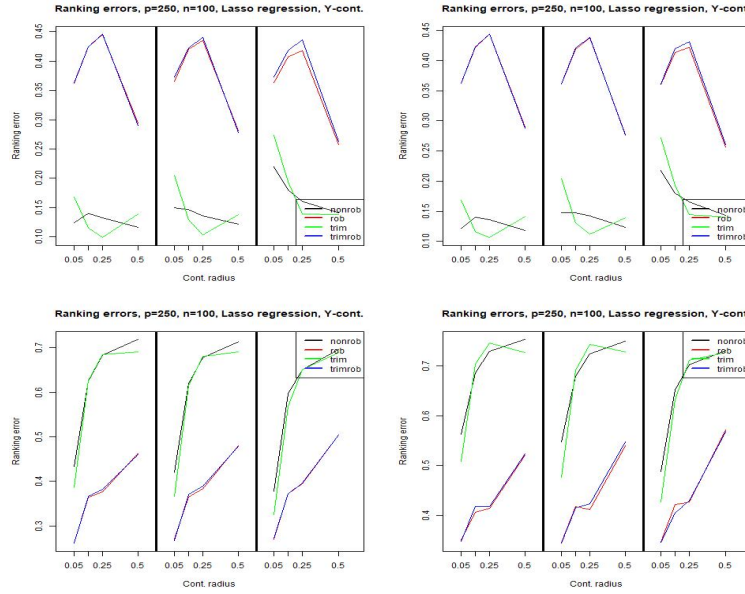 Ranking errors, p=250, n=100, Lasso regression, Y-cont.
Ranking error
0.10 0.15 0.20 0.25 0.30 0.35 0.40 0.45
0.05 0.25 0.5 0.05 0.25 0.5 0.05 0.25 0.5
Cont. radius
nonrob
rob
trim
trimrob
Ranking errors, p=250, n=100, Lasso regression, Y-cont
Ranking error
0.10 0.15 0.20 0.25 0.30 0.35 0.40 0.45
0.05 0.25 0.5 0.05 0.25 0.5 0.05 0.25 0.5
Cont. radius
nonrob
rob
trim
trimrob
Ranking errors, p=250, n=100, Lasso regression, Y-cont.
Ranking error
0.3 0.4 0.5 0.6 0.7
0.05 0.25 0.5 0.05 0.25 0.5 0.05 0.25 0.5
Cont. radius
nonrob
rob
trim
trimrob
Ranking errors, p=250, n=100, Lasso regression, Y-cont
Ranking error
0.4 0.5 0.6 0.7
0.05 0.25 0.5 0.05 0.25 0.5 0.05 0.25 0.5
Cont. radius
nonrob
rob
trim
trimrob